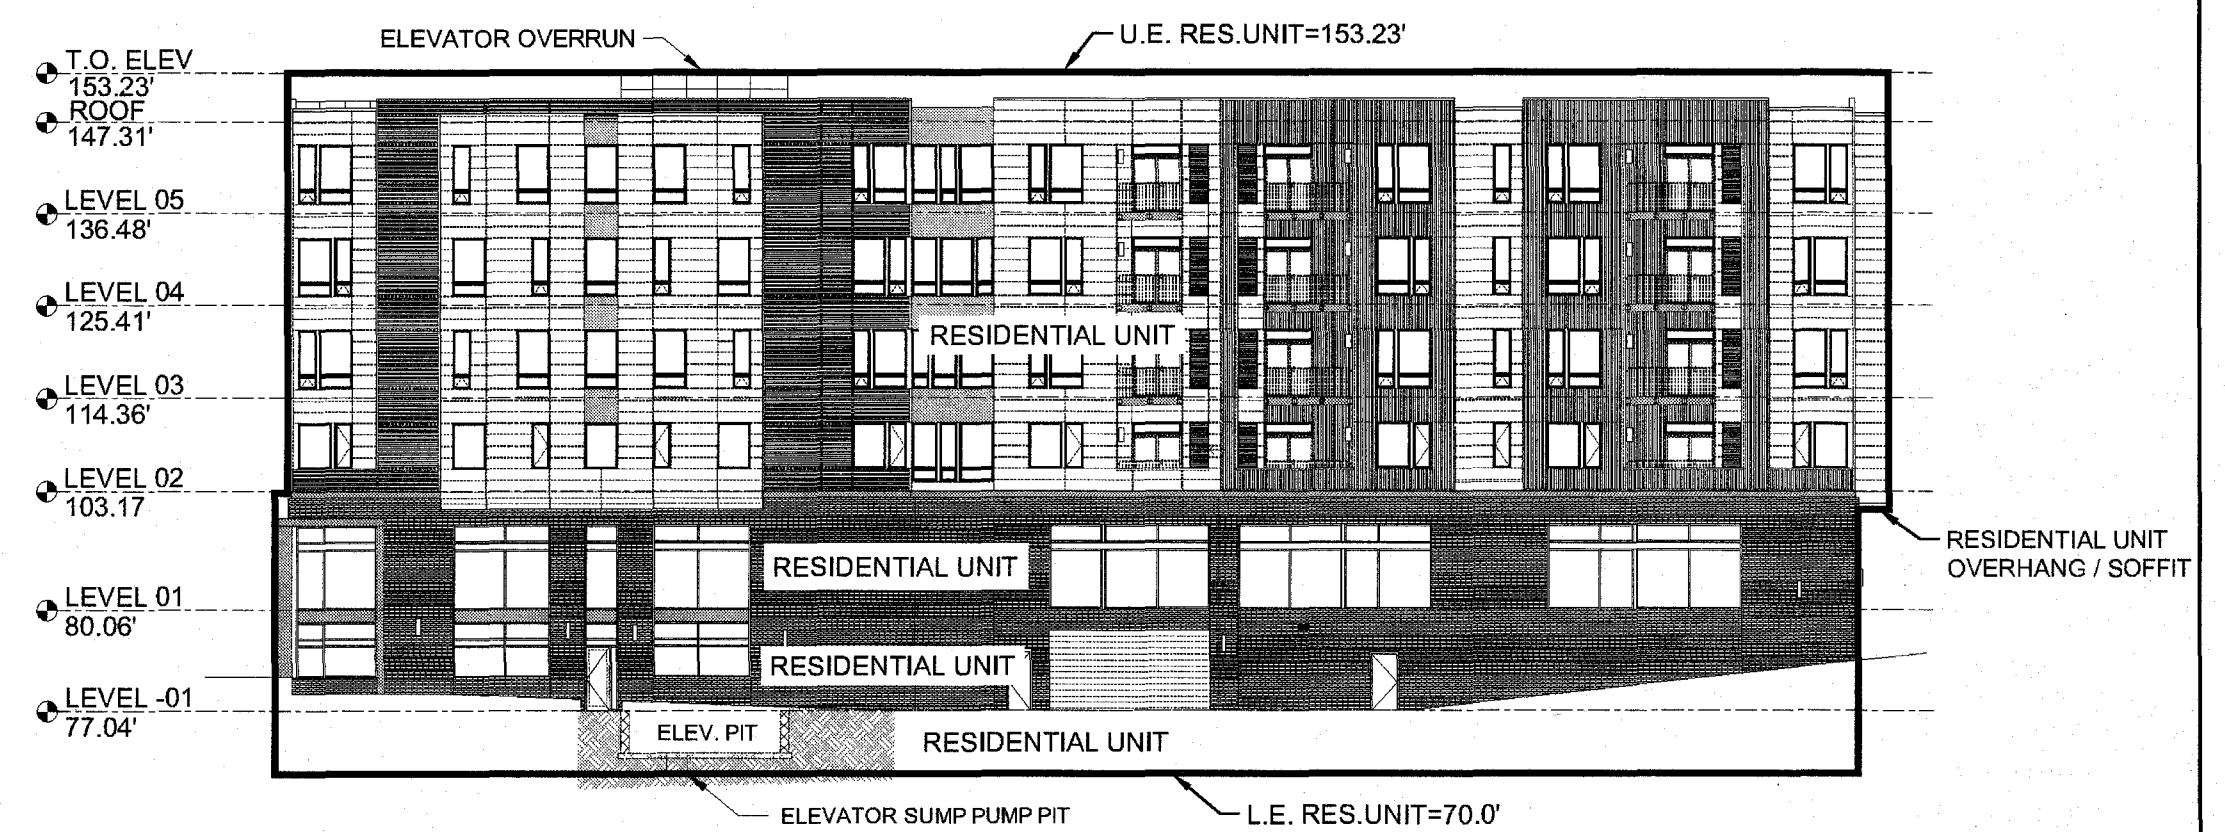 ELEVATOR OVERRUN
U.E. RES.UNIT=153.23'
T.O. ELEV
153.23'
ROOF
147.31'
LEVEL 05
136.48'
LEVEL 04
125.41'
RESIDENTIAL UNIT
LEVEL 03
114.36'
LEVEL 02
103.17
RESIDENTIAL UNIT
OVERHANG / SOFFIT
RESIDENTIAL UNIT
LEVEL 01
80.06'
RESIDENTIAL UNIT
LEVEL -01
77.04'
ELEV. PIT
RESIDENTIAL UNIT
ELEVATOR SUMP PUMP PIT
L.E. RES.UNIT=70.0'